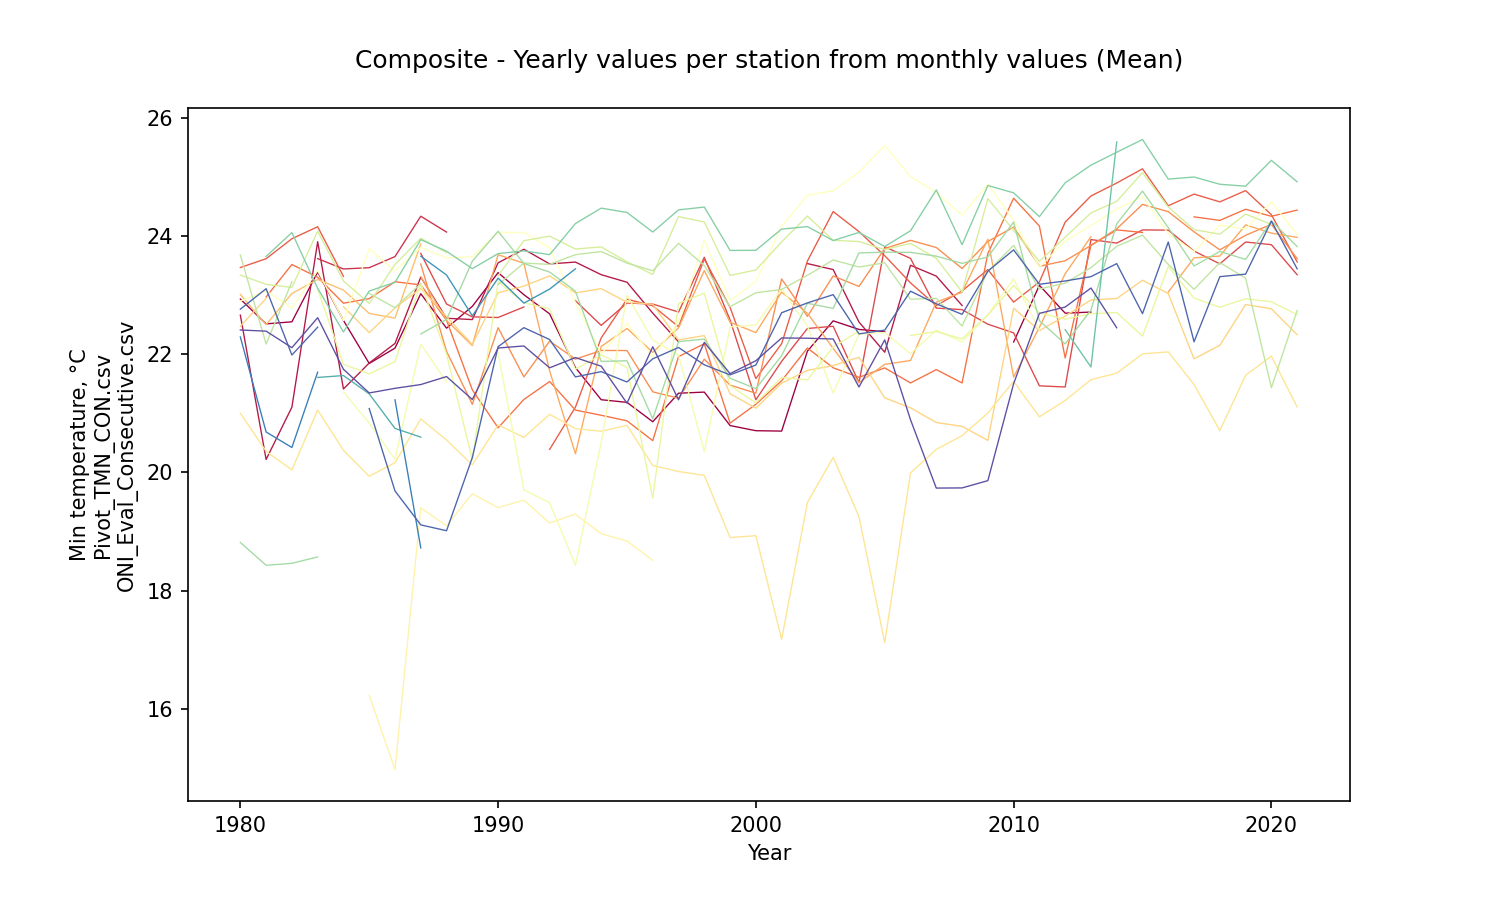 Composite - Yearly values per station from monthly values (Mean)
Min temperature, °C
Pivot_TMN_CON.csv
ONI_Eval_Consecutive.csv
26
24
22
20
18
16
1980
1990
2000
2010
2020
Year